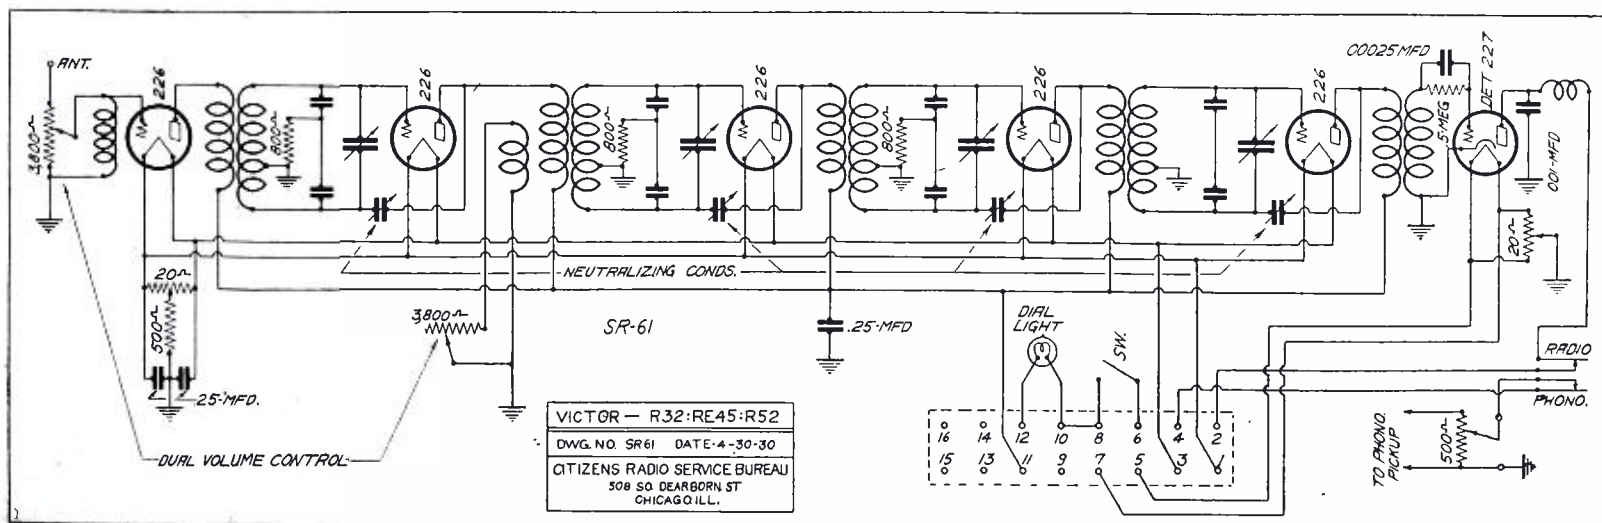 ANT.
3,800Ω
226
800Ω
226
800Ω
226
800Ω
226
226
00025 MFD
.5-MEG
DET 227
.001-MFD
20Ω
500Ω
.25-MFD.
NEUTRALIZING CONDS.
3,800Ω
SR-61
.25-MFD
DIAL
LIGHT
SW.
20Ω
RADIO
PHONO.
TO PHONO.
PICKUP
500Ω
DUAL VOLUME CONTROL
16 14 12 10 8 6 4 2
15 13 11 9 7 5 3 1
VICTOR — R32:RE45:R52
DWG. NO. SR61 DATE-4-30-30
CITIZENS RADIO SERVICE BUREAU
508 SO. DEARBORN ST
CHICAGO ILL.